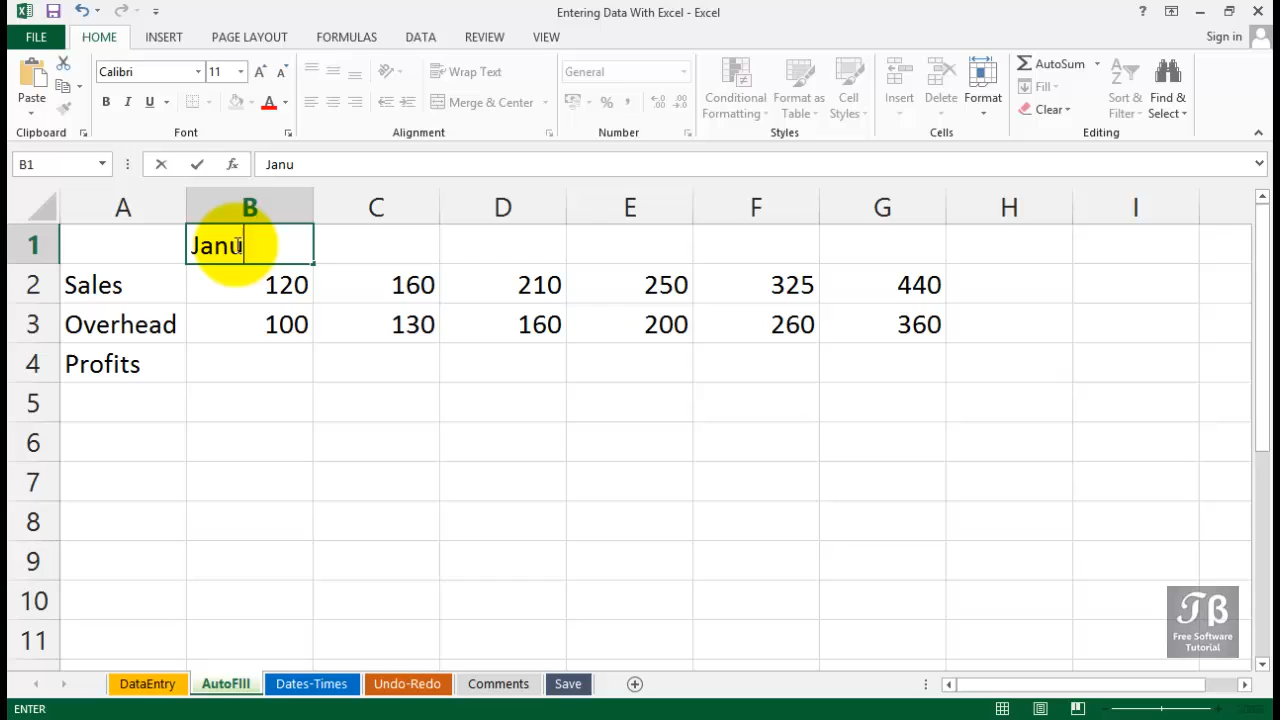 Entering Data With Excel - Excel
?
FILE HOME INSERT PAGE LAYOUT FORMULAS DATA REVIEW VIEW Sign in
Paste
Calibri 11 A A
B I U A
Wrap Text
Merge & Center
General
% ,
Conditional Formatting
Format as Table
Cell Styles
Insert Delete Format
AutoSum
Fill
Clear
Sort & Filter
Find & Select
Clipboard Font Alignment Number Styles Cells Editing
B1 fx Janu
A B C D E F G H I
1 Janu
2 Sales 120 160 210 250 325 440
3 Overhead 100 130 160 200 260 360
4 Profits
5
6
7
8
9
10
11
Free Software
Tutorial
DataEntry AutoFIll Dates-Times Undo-Redo Comments Save
ENTER